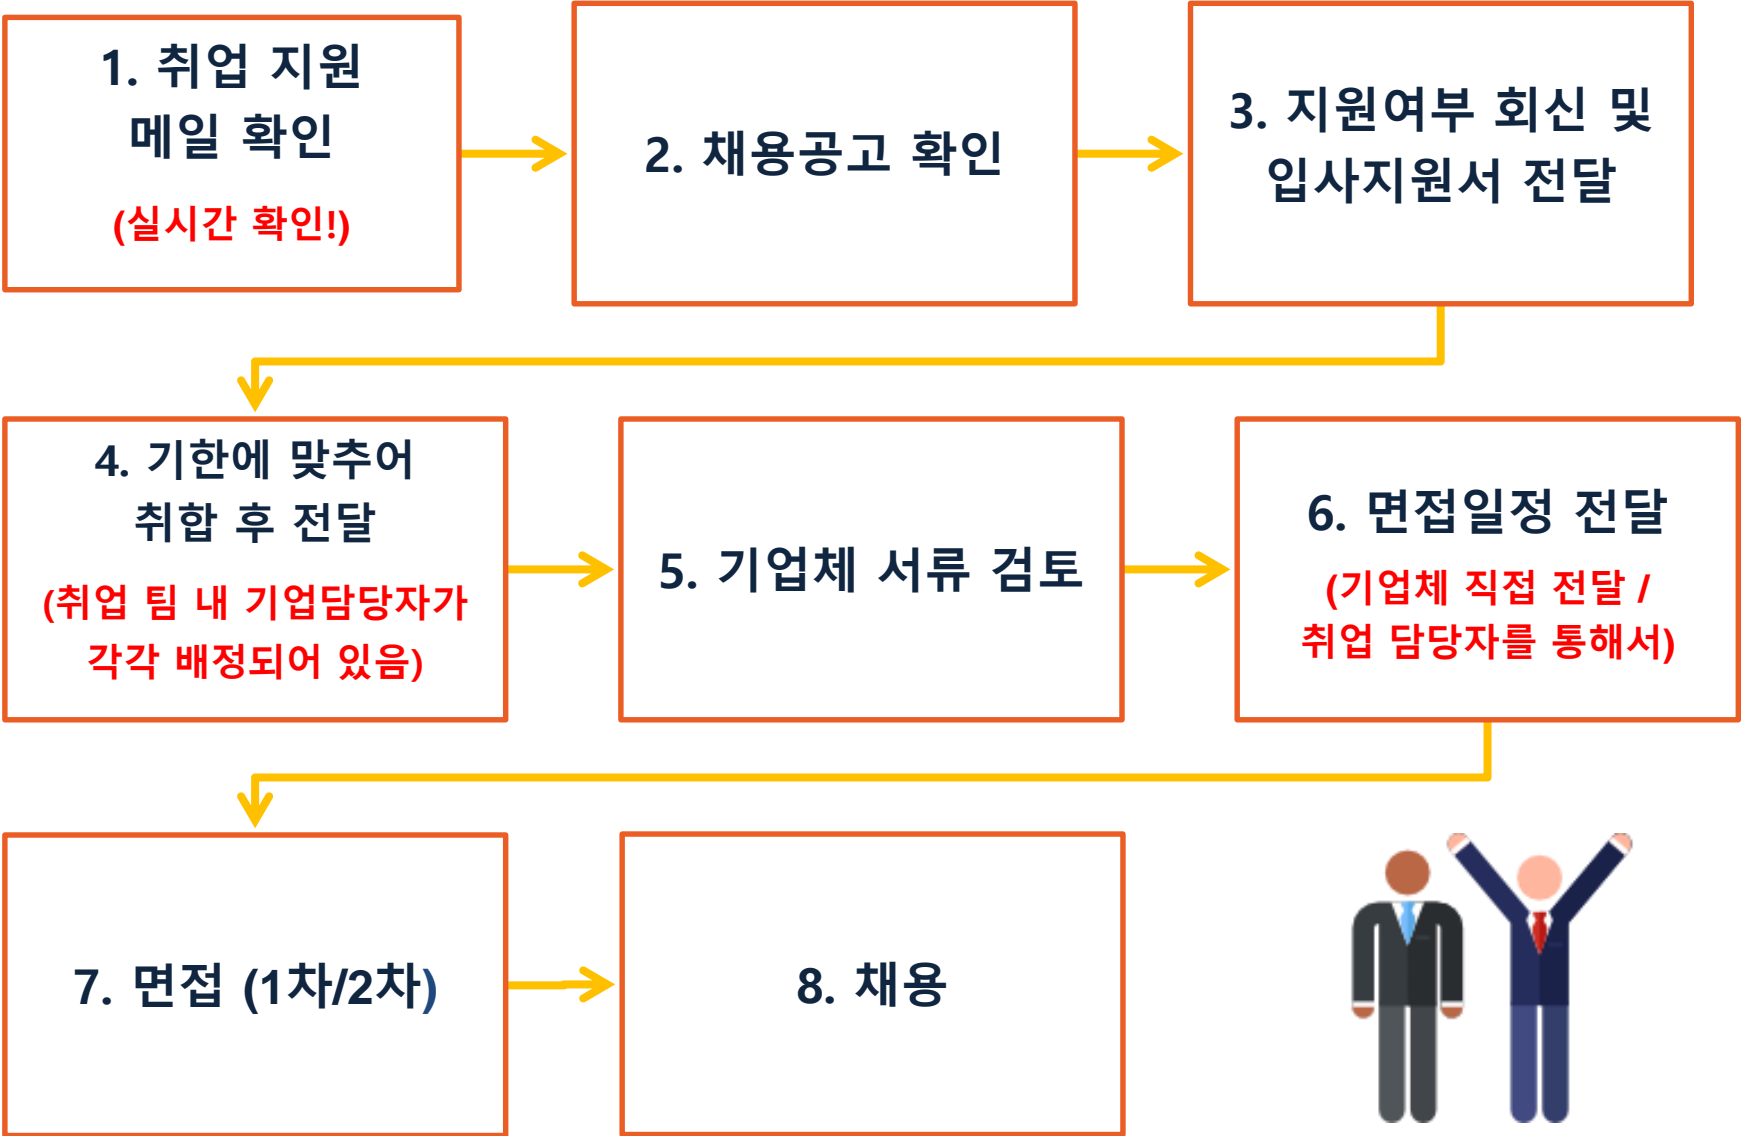 1. 취업 지원
메일 확인
(실시간 확인!)
2. 채용공고 확인
3. 지원여부 회신 및
입사지원서 전달
4. 기한에 맞추어
취합 후 전달
(취업 팀 내 기업담당자가
각각 배정되어 있음)
5. 기업체 서류 검토
6. 면접일정 전달
(기업체 직접 전달 /
취업 담당자를 통해서)
7. 면접 (1차/2차)
8. 채용